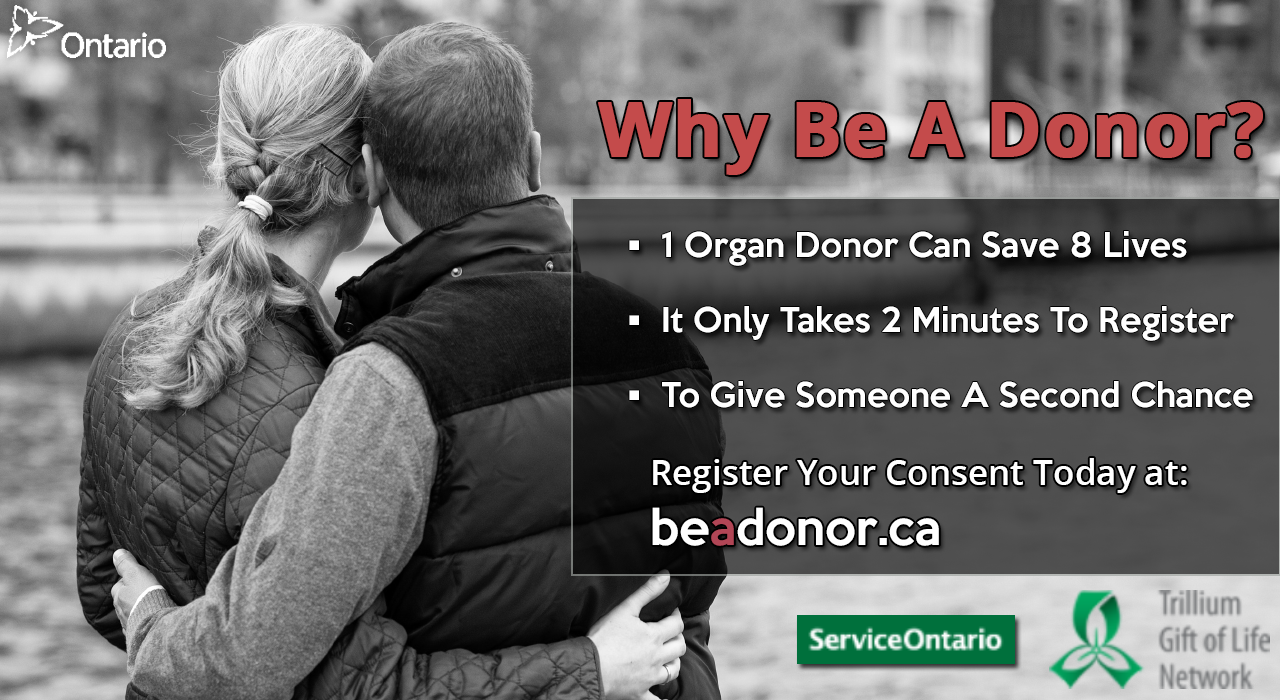 Ontario
Why Be A Donor?
▪ 1 Organ Donor Can Save 8 Lives
▪ It Only Takes 2 Minutes To Register
▪ To Give Someone A Second Chance
Register Your Consent Today at:
beadonor.ca
ServiceOntario
Trillium
Gift of Life
Network